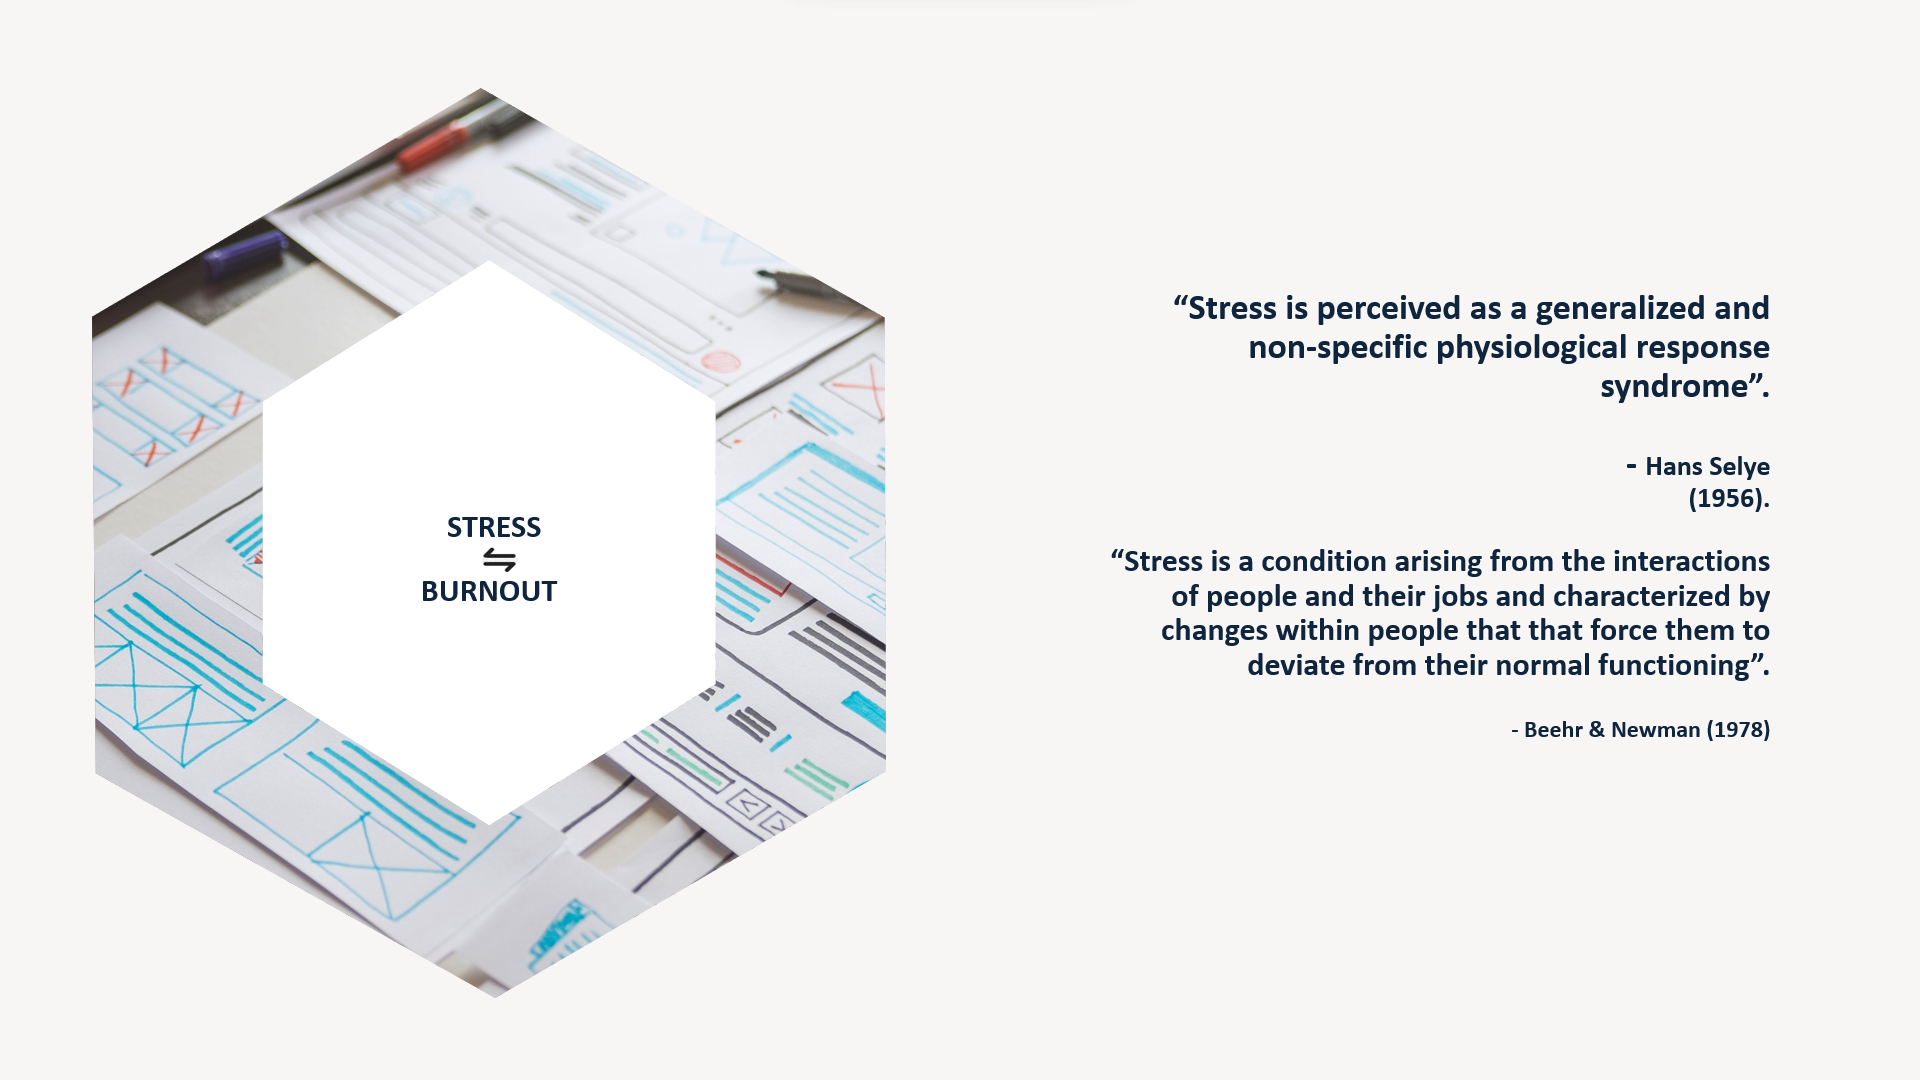 STRESS
⇋
BURNOUT
“Stress is perceived as a generalized and
non-specific physiological response
syndrome”.
- Hans Selye
(1956).
“Stress is a condition arising from the interactions
of people and their jobs and characterized by
changes within people that that force them to
deviate from their normal functioning”.
- Beehr & Newman (1978)